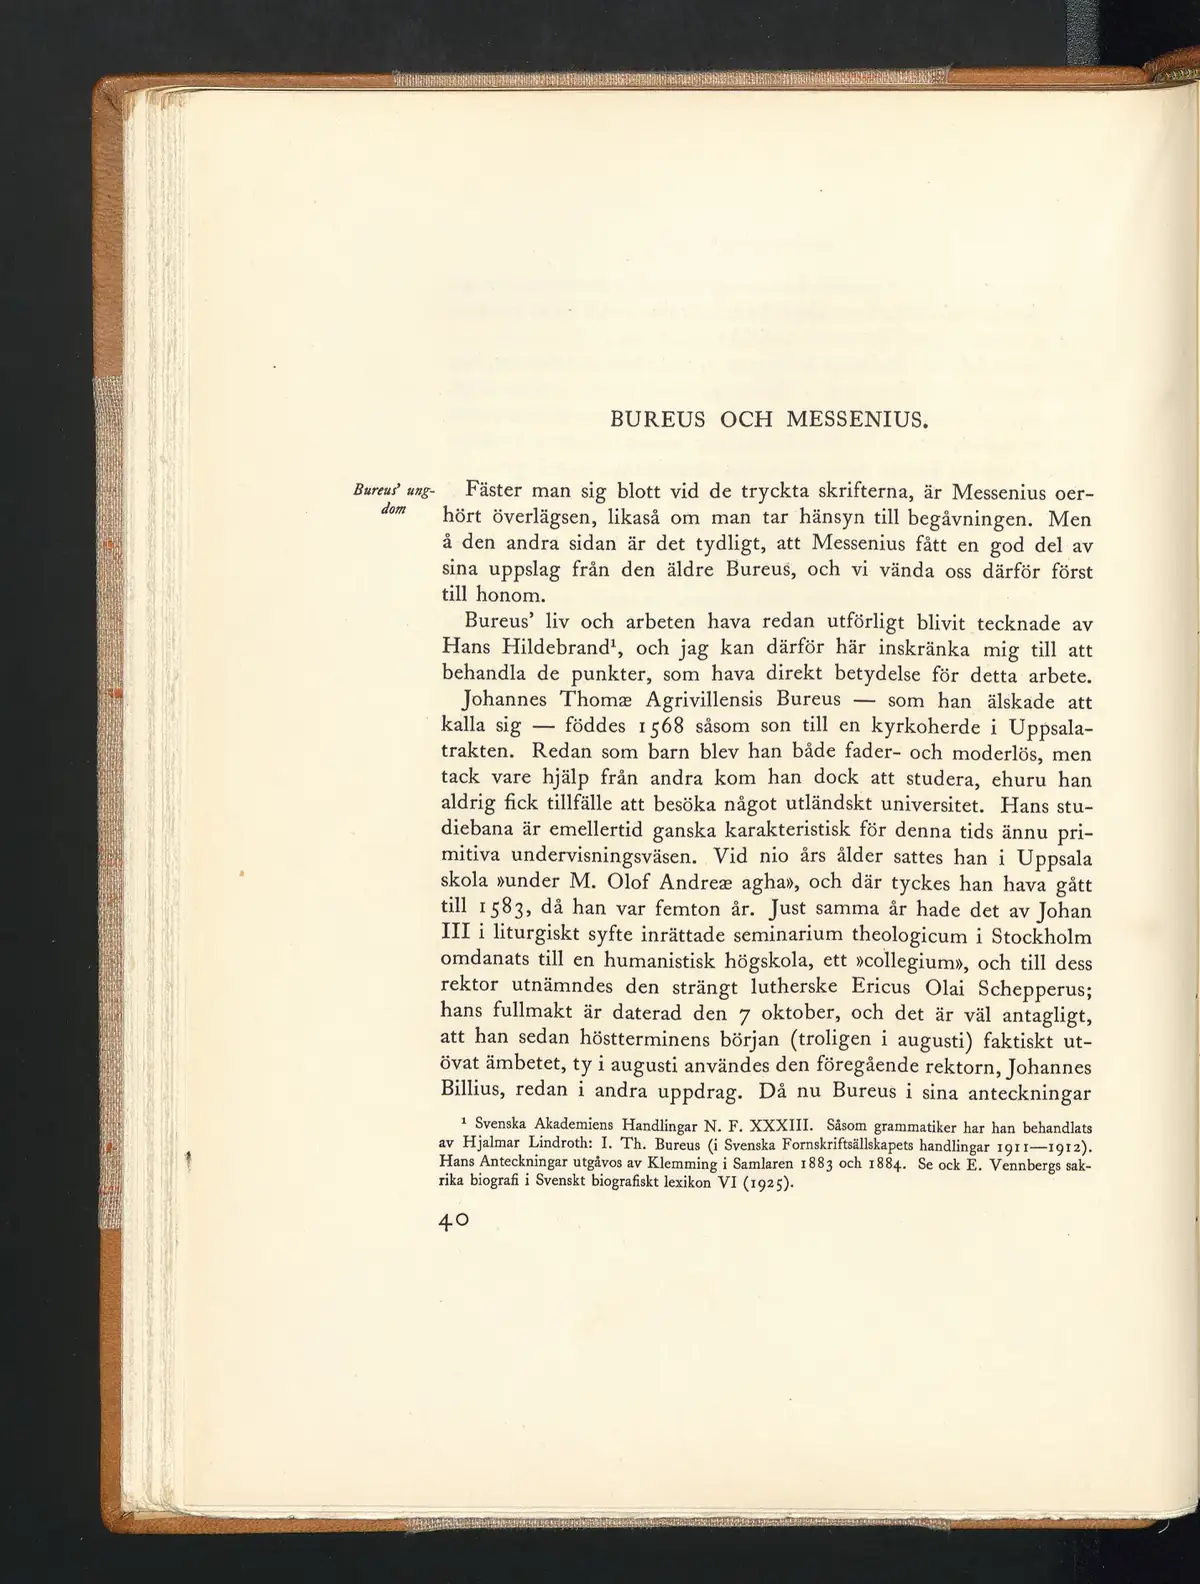 BUREUS OCH MESSENIUS.
Bureus' ung-
dom
Fäster man sig blott vid de tryckta skrifterna, är Messenius oer-
hört överlägsen, likaså om man tar hänsyn till begåvningen. Men
å den andra sidan är det tydligt, att Messenius fått en god del av
sina uppslag från den äldre Bureus, och vi vända oss därför först
till honom.
Bureus' liv och arbeten hava redan utförligt blivit tecknade av
Hans Hildebrand¹, och jag kan därför här inskränka mig till att
behandla de punkter, som hava direkt betydelse för detta arbete.
Johannes Thomæ Agrivillensis Bureus — som han älskade att
kalla sig — föddes 1568 såsom son till en kyrkoherde i Uppsala-
trakten. Redan som barn blev han både fader- och moderlös, men
tack vare hjälp från andra kom han dock att studera, ehuru han
aldrig fick tillfälle att besöka något utländskt universitet. Hans stu-
diebana är emellertid ganska karakteristisk för denna tids ännu pri-
mitiva undervisningsväsen. Vid nio års ålder sattes han i Uppsala
skola »under M. Olof Andreæ agha», och där tyckes han hava gått
till 1583, då han var femton år. Just samma år hade det av Johan
III i liturgiskt syfte inrättade seminarium theologicum i Stockholm
omdanats till en humanistisk högskola, ett »collegium», och till dess
rektor utnämndes den strängt lutherske Ericus Olai Schepperus;
hans fullmakt är daterad den 7 oktober, och det är väl antagligt,
att han sedan höstterminens början (troligen i augusti) faktiskt ut-
övat ämbetet, ty i augusti användes den föregående rektorn, Johannes
Billius, redan i andra uppdrag. Då nu Bureus i sina anteckningar
¹ Svenska Akademiens Handlingar N. F. XXXIII. Såsom grammatiker har han behandlats
av Hjalmar Lindroth: I. Th. Bureus (i Svenska Fornskriftsällskapets handlingar 1911—1912).
Hans Anteckningar utgåvos av Klemming i Samlaren 1883 och 1884. Se ock E. Vennbergs sak-
rika biografi i Svenskt biografiskt lexikon VI (1925).
40